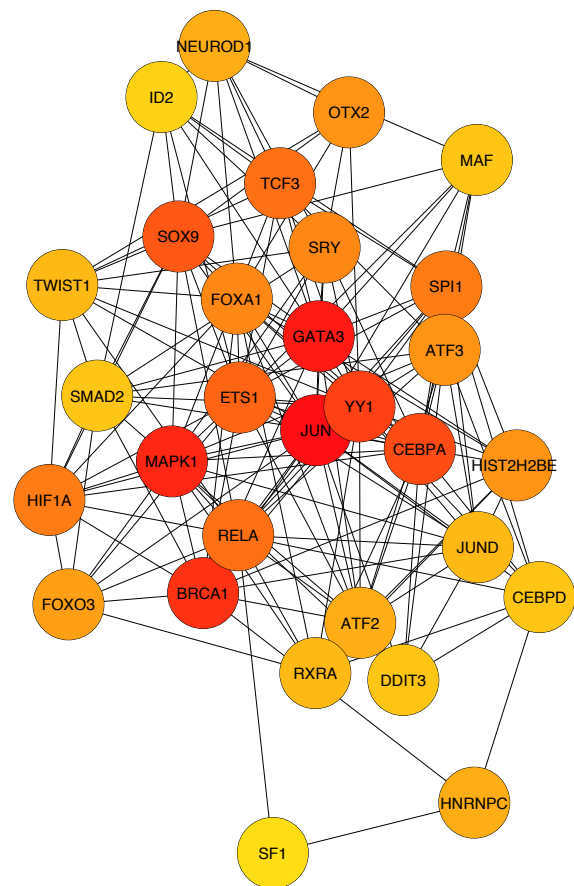 NEUROD1
ID2
OTX2
MAF
TCF3
SOX9
SRY
TWIST1
FOXA1
SPI1
GATA3
ATF3
SMAD2
ETS1
YY1
JUN
CEBPA
MAPK1
HIST2H2BE
HIF1A
RELA
JUND
BRCA1
CEBPD
FOXO3
ATF2
RXRA
DDIT3
HNRNPC
SF1